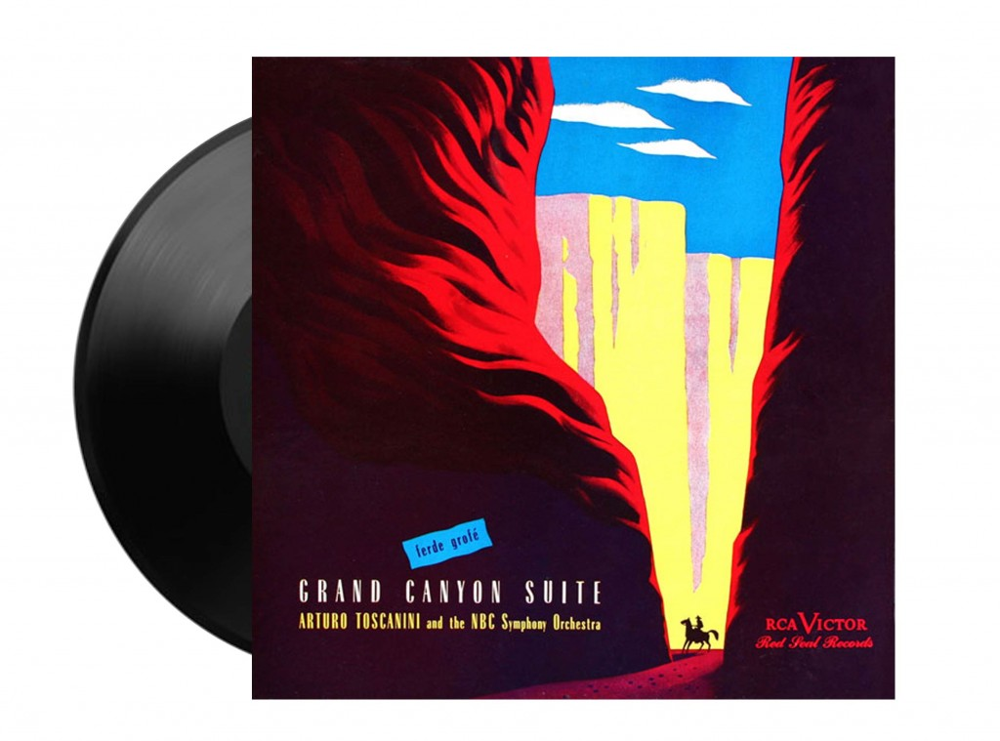 ferde grofé
GRAND CANYON SUITE
ARTURO TOSCANINI and the NBC Symphony Orchestra
RCA VICTOR
Red Seal Records